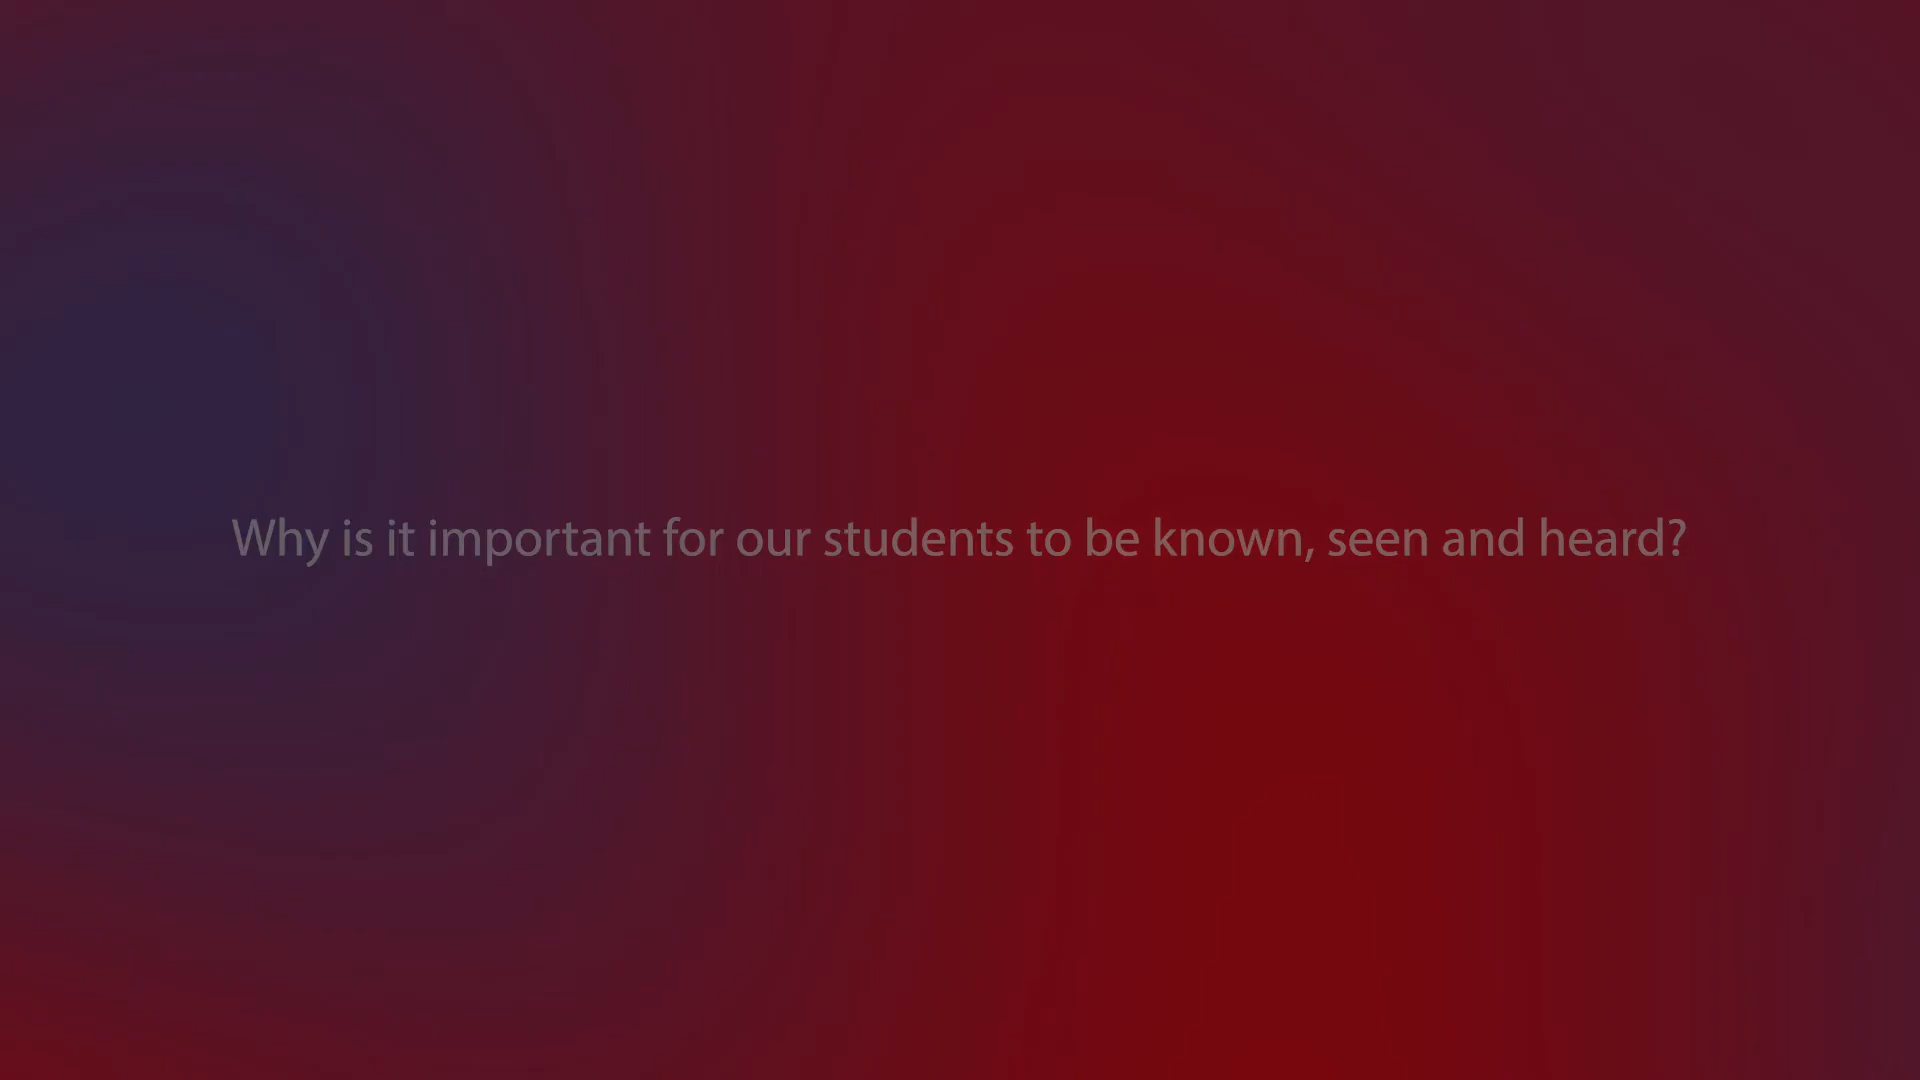 Why is it important for our students to be known, seen and heard?